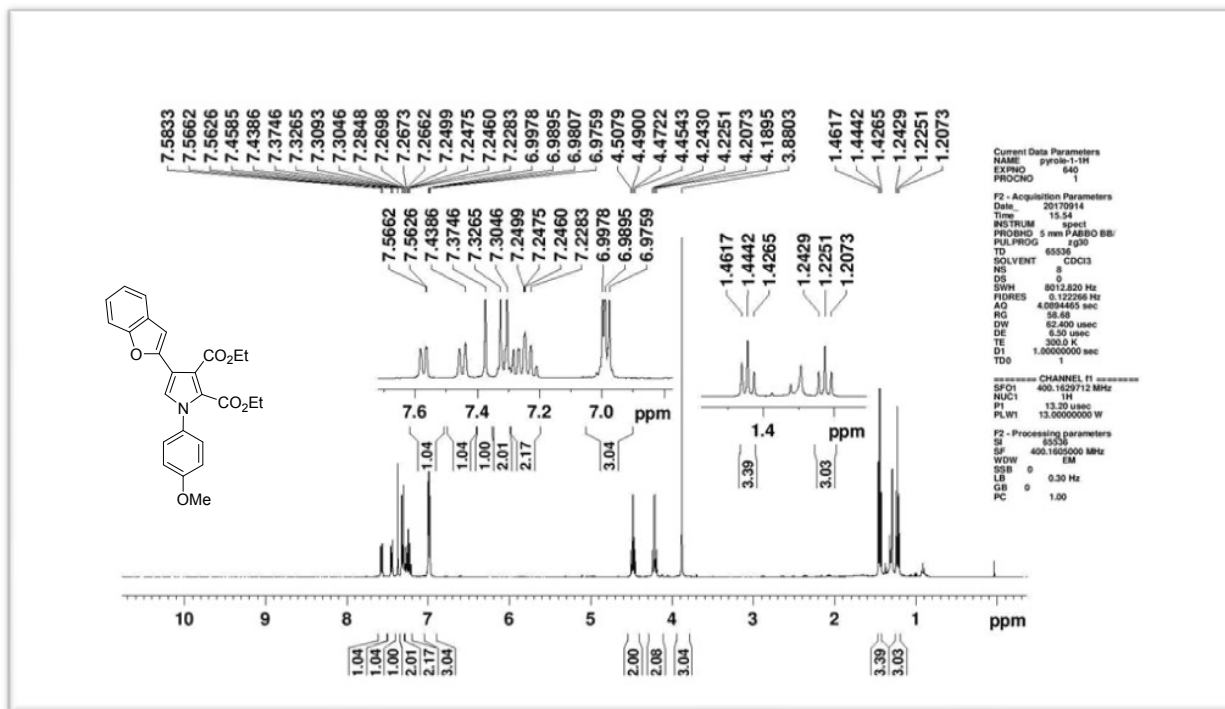 7.5833
7.5662
7.5626
7.4585
7.4386
7.3746
7.3265
7.3093
7.3046
7.2848
7.2698
7.2673
7.2662
7.2499
7.2475
7.2460
7.2283
6.9978
6.9895
6.9807
6.9759
4.5079
4.4900
4.4722
4.4543
4.2430
4.2251
4.2073
4.1895
3.8803
1.4617
1.4442
1.4265
1.2429
1.2251
1.2073
7.5662
7.5626
7.4386
7.3746
7.3265
7.3046
7.2499
7.2475
7.2460
7.2283
6.9978
6.9895
6.9759
1.4617
1.4442
1.4265
1.2429
1.2251
1.2073
7.6 7.4 7.2 7.0 ppm
1.04
1.04
1.00
2.01
2.17
3.04
1.4 ppm
3.39
3.03
O
CO₂Et
CO₂Et
N
OMe
10 9 8 7 6 5 4 3 2 1 ppm
1.04
1.04
1.00
2.01
2.17
3.04
2.00
2.08
3.04
3.39
3.03
Current Data Parameters
NAME pyrole-1-1H
EXPNO 640
PROCNO 1
F2 - Acquisition Parameters
Date_ 20170914
Time 15.54
INSTRUM spect
PROBHD 5 mm PABBO BB/
PULPROG zg30
TD 65536
SOLVENT CDCl3
NS 8
DS 0
SWH 8012.820 Hz
FIDRES 0.122266 Hz
AQ 4.0894465 sec
RG 58.68
DW 62.400 usec
DE 6.50 usec
TE 300.0 K
D1 1.00000000 sec
TD0 1
======== CHANNEL f1 ========
SFO1 400.1629712 MHz
NUC1 1H
P1 13.20 usec
PLW1 13.00000000 W
F2 - Processing parameters
SI 65536
SF 400.1605000 MHz
WDW EM
SSB 0
LB 0.30 Hz
GB 0
PC 1.00